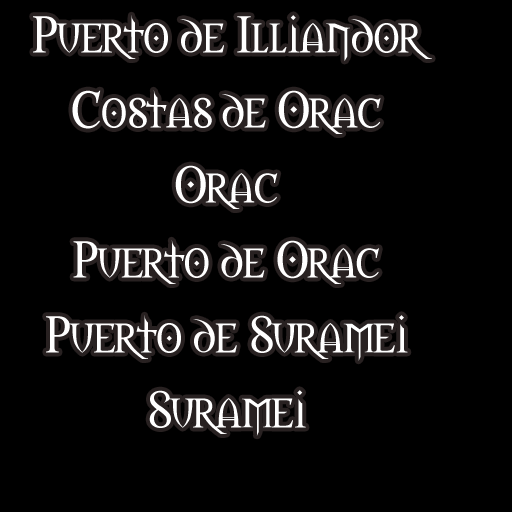 Puerto de Illiandor
Costas de Orac
Orac
Puerto de Orac
Puerto de Suramei
Suramei